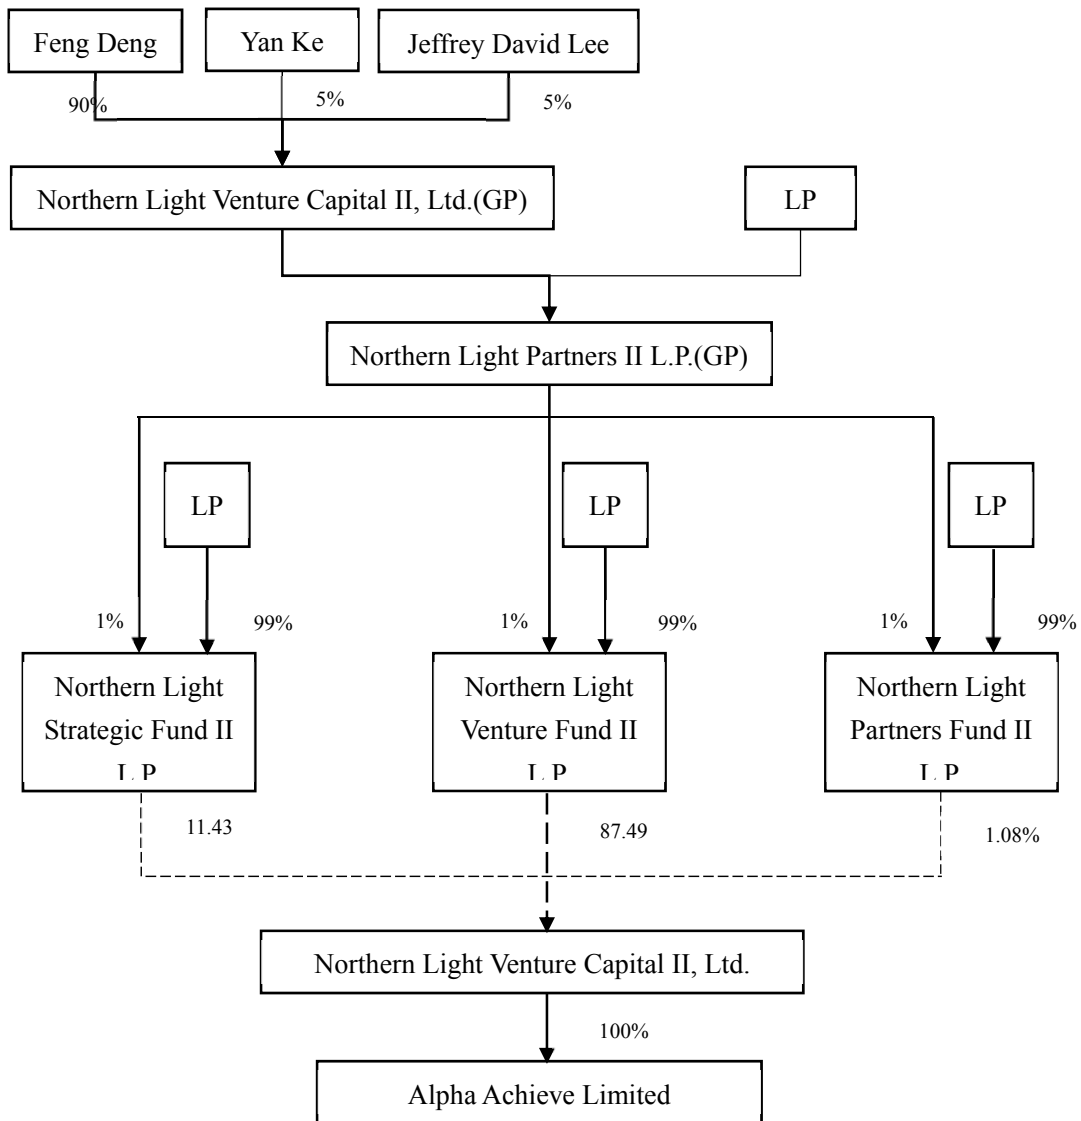 Feng Deng
Yan Ke
Jeffrey David Lee
90%
5%
5%
Northern Light Venture Capital II, Ltd.(GP)
LP
Northern Light Partners II L.P.(GP)
LP
LP
LP
1%
99%
1%
99%
1%
99%
Northern Light
Strategic Fund II
L.P
Northern Light
Venture Fund II
L.P
Northern Light
Partners Fund II
L.P
11.43
87.49
1.08%
Northern Light Venture Capital II, Ltd.
100%
Alpha Achieve Limited